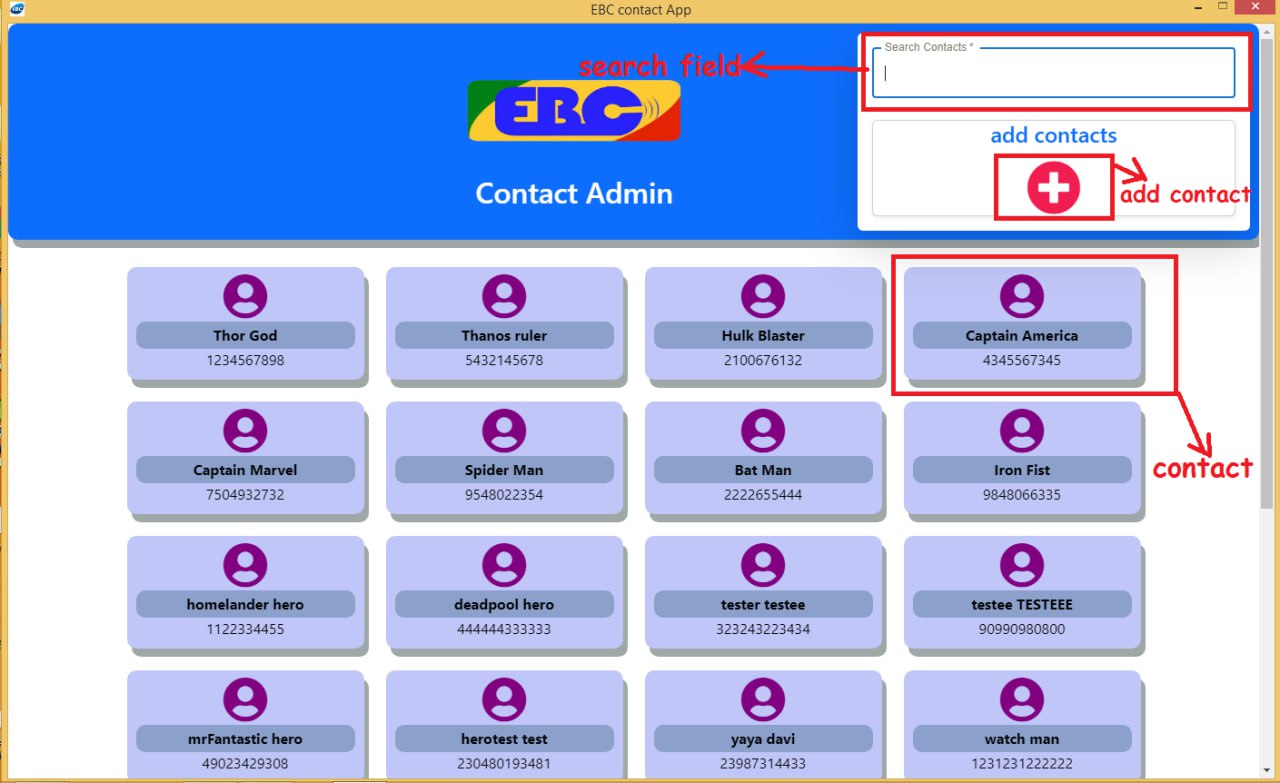 EBC
EBC contact App
search field
Search Contacts *
EBC
add contacts
Contact Admin
add contact
Thor God
1234567898
Thanos ruler
5432145678
Hulk Blaster
2100676132
Captain America
4345567345
Captain Marvel
7504932732
Spider Man
9548022354
Bat Man
2222655444
Iron Fist
9848066335
contact
homelander hero
1122334455
deadpool hero
444444333333
tester testee
323243223434
testee TESTEEE
90990980800
mrFantastic hero
49023429308
herotest test
230480193481
yaya davi
23987314433
watch man
1231231222222